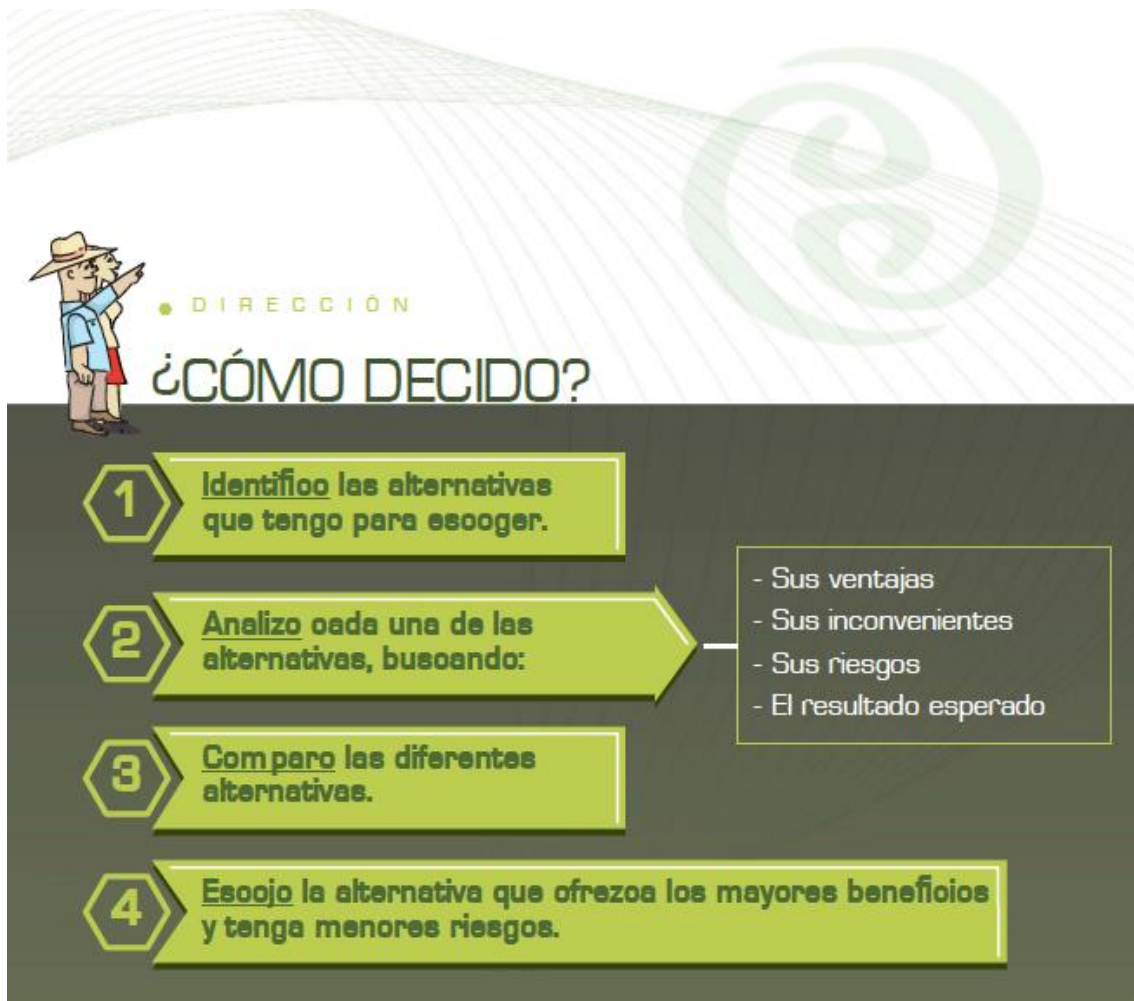 DIRECCIÓN
¿CÓMO DECIDO?
1
Identifico las alternativas
que tengo para escoger.
2
Analizo cada una de las
alternativas, buscando:
- Sus ventajas
- Sus inconvenientes
- Sus riesgos
- El resultado esperado
3
Comparo las diferentes
alternativas.
4
Escojo la alternativa que ofrezca los mayores beneficios
y tenga menores riesgos.